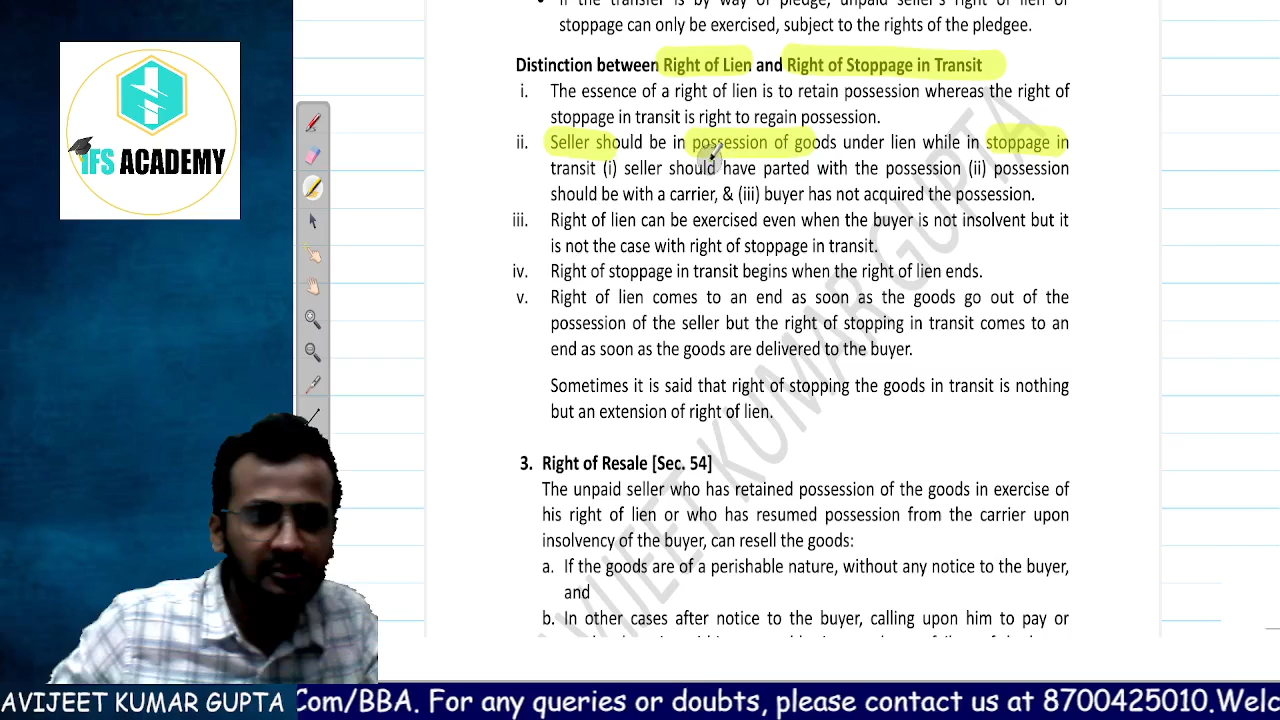 If the transfer is by way of pledge, unpaid seller's right of lien or
stoppage can only be exercised, subject to the rights of the pledgee.
Distinction between Right of Lien and Right of Stoppage in Transit
i. The essence of a right of lien is to retain possession whereas the right of
stoppage in transit is right to regain possession.
ii. Seller should be in possession of goods under lien while in stoppage in
transit (i) seller should have parted with the possession (ii) possession
should be with a carrier, & (iii) buyer has not acquired the possession.
iii. Right of lien can be exercised even when the buyer is not insolvent but it
is not the case with right of stoppage in transit.
iv. Right of stoppage in transit begins when the right of lien ends.
v. Right of lien comes to an end as soon as the goods go out of the
possession of the seller but the right of stopping in transit comes to an
end as soon as the goods are delivered to the buyer.
Sometimes it is said that right of stopping the goods in transit is nothing
but an extension of right of lien.
3. Right of Resale [Sec. 54]
The unpaid seller who has retained possession of the goods in exercise of
his right of lien or who has resumed possession from the carrier upon
insolvency of the buyer, can resell the goods:
a. If the goods are of a perishable nature, without any notice to the buyer,
and
b. In other cases after notice to the buyer, calling upon him to pay or
IFS ACADEMY
AVIJEET KUMAR GUPTA
AVIJEET KUMAR GUPTA Com/BBA. For any queries or doubts, please contact us at 8700425010.Welc